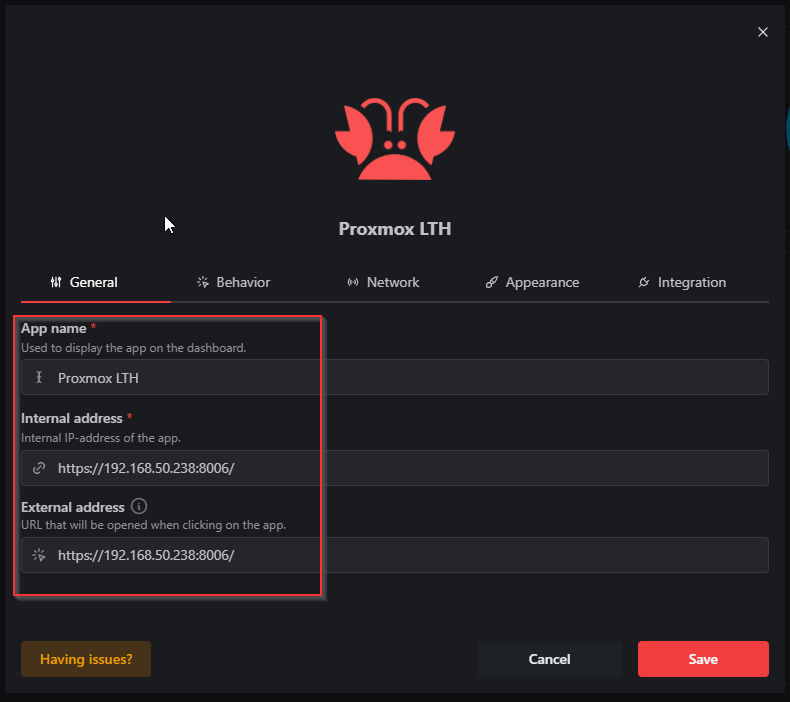 Proxmox LTH
General Behavior Network Appearance Integration
App name *
Used to display the app on the dashboard.
Proxmox LTH
Internal address *
Internal IP-address of the app.
https://192.168.50.238:8006/
External address
URL that will be opened when clicking on the app.
https://192.168.50.238:8006/
Having issues? Cancel Save